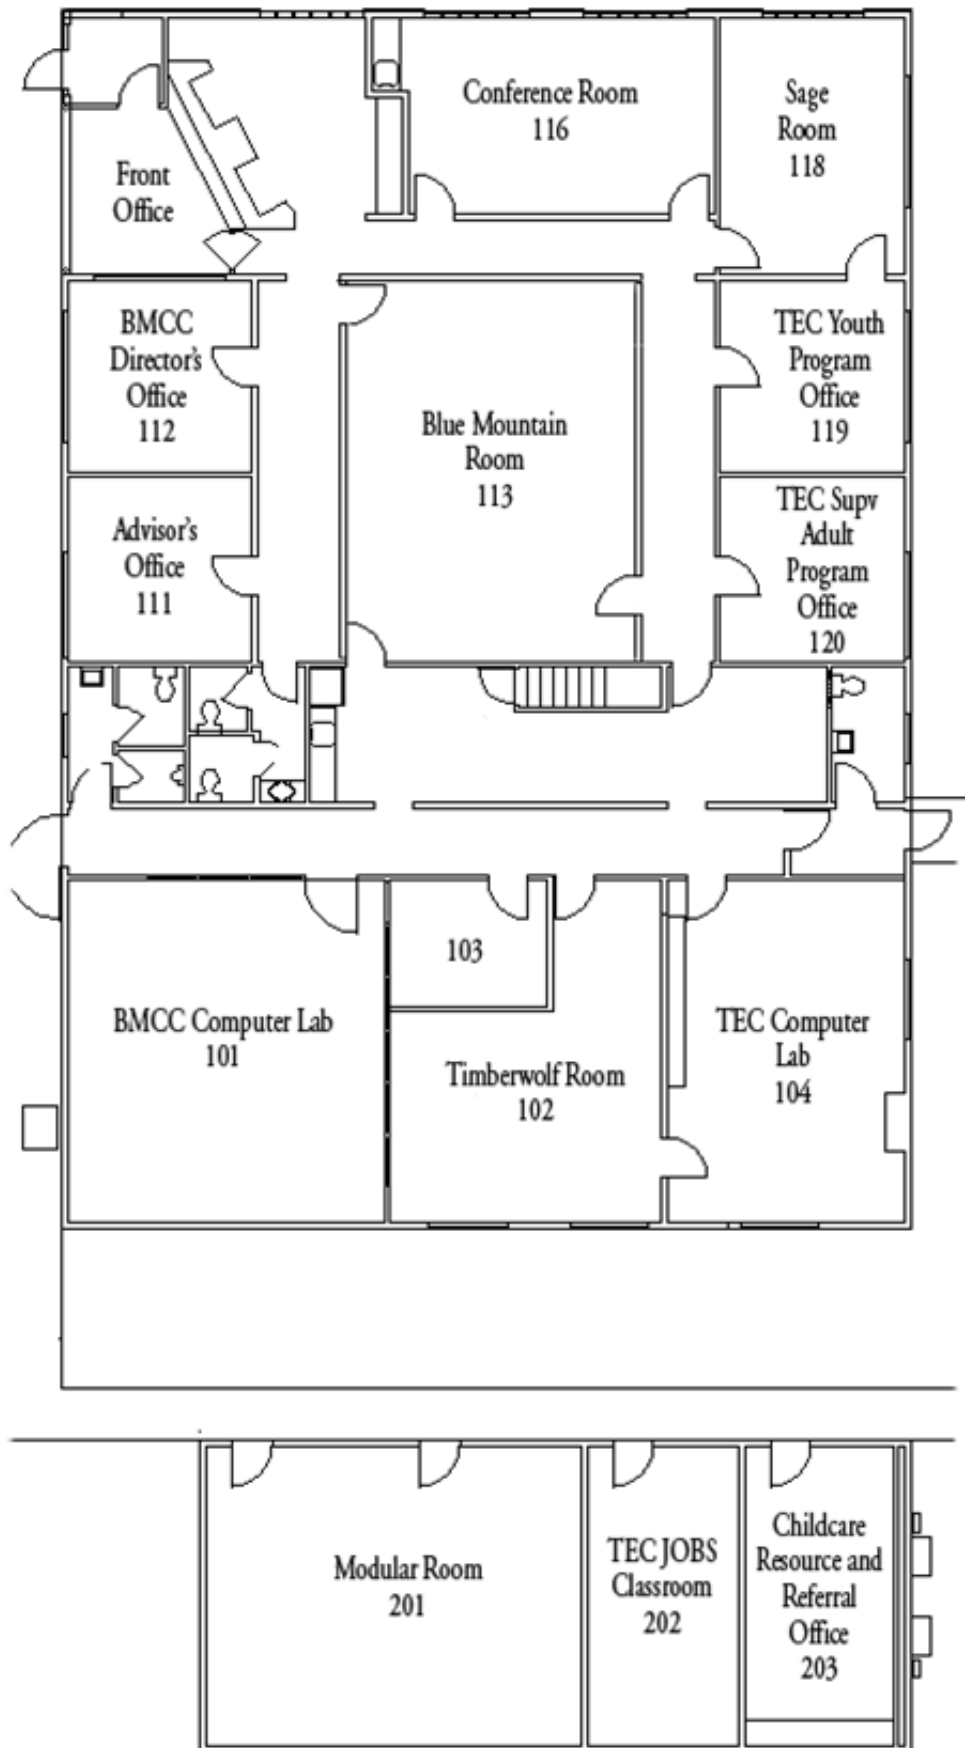 Conference Room
116
Sage
Room
118
Front
Office
BMCC
Director's
Office
112
Blue Mountain
Room
113
TEC Youth
Program
Office
119
Advisor's
Office
111
TEC Supv
Adult
Program
Office
120
103
BMCC Computer Lab
101
Timberwolf Room
102
TEC Computer
Lab
104
Modular Room
201
TEC JOBS
Classroom
202
Childcare
Resource and
Referral
Office
203